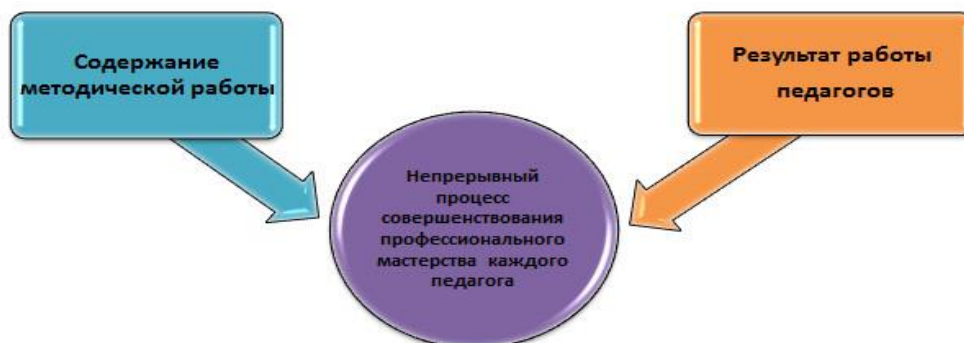 Содержание
методической работы
Результат работы
педагогов
Непрерывный
процесс
совершенствования
профессионального
мастерства каждого
педагога